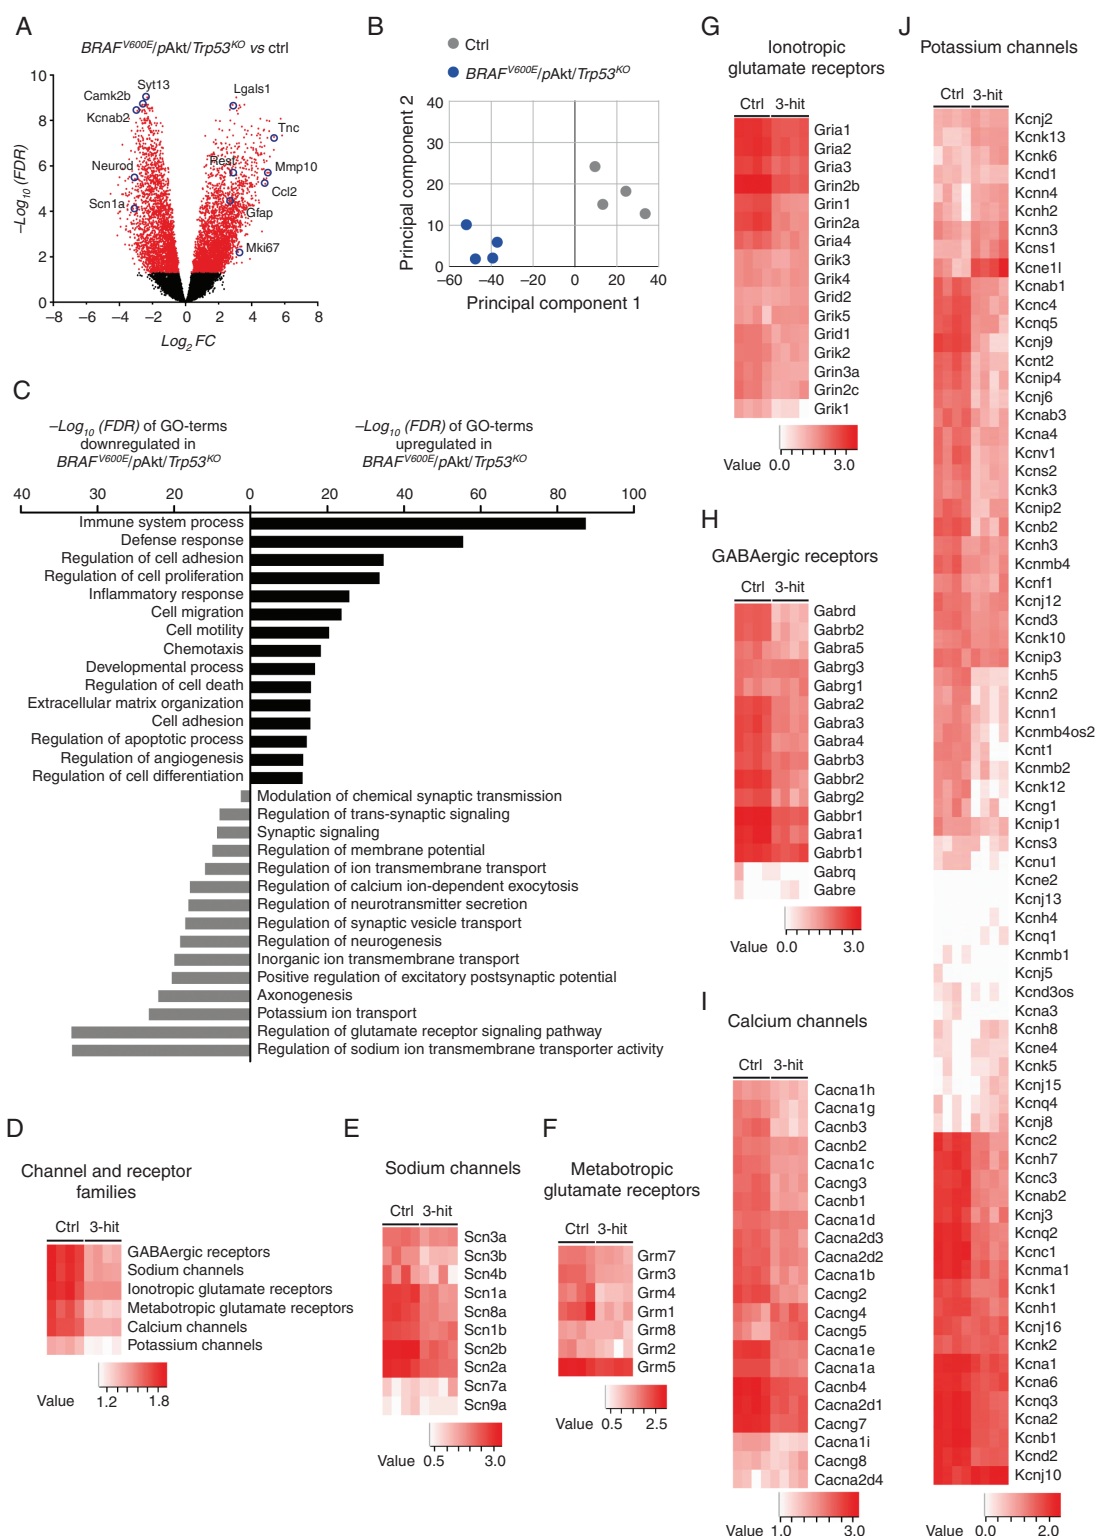 A
BRAF^V600E/pAkt/Trp53^KO vs ctrl
–Log10 (FDR)
10
8
6
4
2
0
Syt13
Camk2b
Kcnab2
Lgals1
Tnc
Neurod
Rest
Mmp10
Ccl2
Scn1a
Gfap
Mki67
–8 –6 –4 –2 0 2 4 6 8
Log2 FC
B
Ctrl
BRAF^V600E/pAkt/Trp53^KO
Principal component 2
40
30
20
10
0
–60 –40 –20 0 20 40
Principal component 1
C
–Log10 (FDR) of GO-terms
downregulated in
BRAF^V600E/pAkt/Trp53^KO
–Log10 (FDR) of GO-terms
upregulated in
BRAF^V600E/pAkt/Trp53^KO
40 30 20 10 0 20 40 60 80 100
Immune system process
Defense response
Regulation of cell adhesion
Regulation of cell proliferation
Inflammatory response
Cell migration
Cell motility
Chemotaxis
Developmental process
Regulation of cell death
Extracellular matrix organization
Cell adhesion
Regulation of apoptotic process
Regulation of angiogenesis
Regulation of cell differentiation
Modulation of chemical synaptic transmission
Regulation of trans-synaptic signaling
Synaptic signaling
Regulation of membrane potential
Regulation of ion transmembrane transport
Regulation of calcium ion-dependent exocytosis
Regulation of neurotransmitter secretion
Regulation of synaptic vesicle transport
Regulation of neurogenesis
Inorganic ion transmembrane transport
Positive regulation of excitatory postsynaptic potential
Axonogenesis
Potassium ion transport
Regulation of glutamate receptor signaling pathway
Regulation of sodium ion transmembrane transporter activity
D
Channel and receptor
families
Ctrl 3-hit
GABAergic receptors
Sodium channels
Ionotropic glutamate receptors
Metabotropic glutamate receptors
Calcium channels
Potassium channels
Value 1.2 1.8
E
Sodium channels
Ctrl 3-hit
Scn3a
Scn3b
Scn4b
Scn1a
Scn8a
Scn1b
Scn2b
Scn2a
Scn7a
Scn9a
Value 0.5 3.0
F
Metabotropic
glutamate receptors
Ctrl 3-hit
Grm7
Grm3
Grm4
Grm1
Grm8
Grm2
Grm5
Value 0.5 2.5
G
Ionotropic
glutamate receptors
Ctrl 3-hit
Gria1
Gria2
Gria3
Grin2b
Grin1
Grin2a
Gria4
Grik3
Grik4
Grid2
Grik5
Grid1
Grik2
Grin3a
Grin2c
Grik1
Value 0.0 3.0
H
GABAergic receptors
Ctrl 3-hit
Gabrd
Gabrb2
Gabra5
Gabrg3
Gabrg1
Gabra2
Gabra3
Gabra4
Gabrb3
Gabbr2
Gabrg2
Gabbr1
Gabra1
Gabrb1
Gabrq
Gabre
Value 0.0 3.0
I
Calcium channels
Ctrl 3-hit
Cacna1h
Cacna1g
Cacnb3
Cacnb2
Cacna1c
Cacng3
Cacnb1
Cacna1d
Cacna2d3
Cacna2d2
Cacna1b
Cacng2
Cacng4
Cacng5
Cacna1e
Cacna1a
Cacnb4
Cacna2d1
Cacng7
Cacna1i
Cacng8
Cacna2d4
Value 1.0 3.0
J
Potassium channels
Ctrl 3-hit
Kcnj2
Kcnk13
Kcnk6
Kcnd1
Kcnn4
Kcnh2
Kcnn3
Kcns1
Kcne1l
Kcnab1
Kcnc4
Kcnq5
Kcnj9
Kcnt2
Kcnip4
Kcnj6
Kcnab3
Kcna4
Kcnv1
Kcns2
Kcnk3
Kcnip2
Kcnb2
Kcnh3
Kcnmb4
Kcnf1
Kcnj12
Kcnd3
Kcnk10
Kcnip3
Kcnh5
Kcnn2
Kcnn1
Kcnmb4os2
Kcnt1
Kcnmb2
Kcnk12
Kcng1
Kcnip1
Kcns3
Kcnu1
Kcne2
Kcnj13
Kcnh4
Kcnq1
Kcnmb1
Kcnj5
Kcnd3os
Kcna3
Kcnh8
Kcne4
Kcnk5
Kcnj15
Kcnq4
Kcnj8
Kcnc2
Kcnh7
Kcnc3
Kcnab2
Kcnj3
Kcnq2
Kcnc1
Kcnma1
Kcnk1
Kcnh1
Kcnj16
Kcnk2
Kcna1
Kcna6
Kcnq3
Kcna2
Kcnb1
Kcnd2
Kcnj10
Value 0.0 2.0